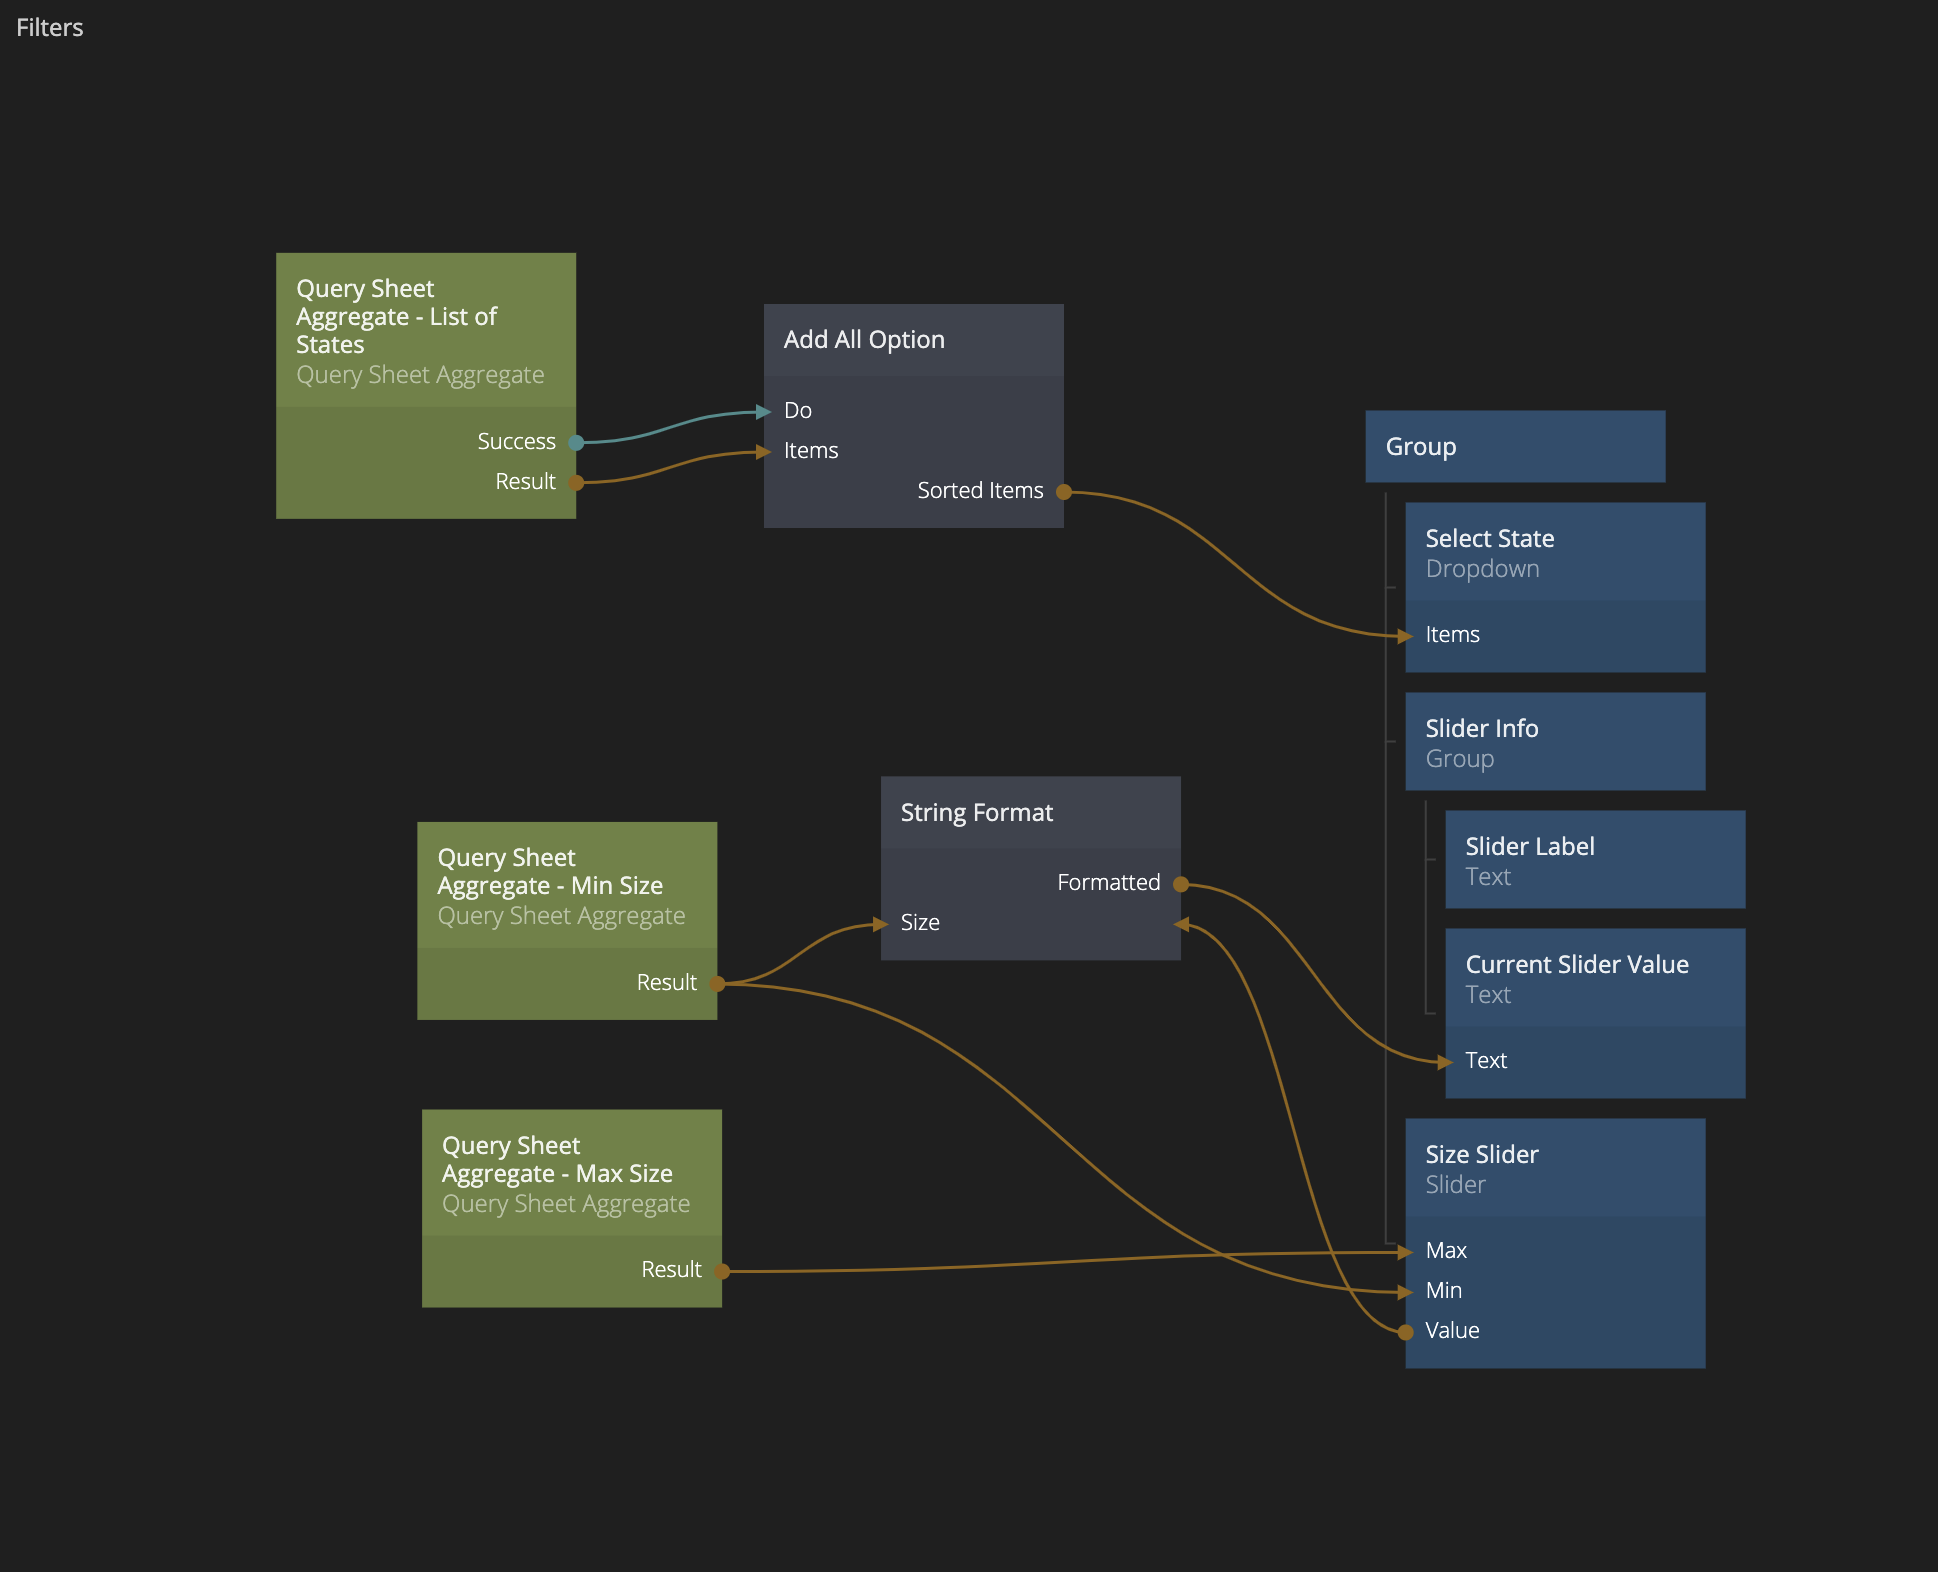 Filters
Query Sheet
Aggregate - List of
States
Query Sheet Aggregate
Success
Result
Add All Option
Do
Items
Sorted Items
Group
Select State
Dropdown
Items
Slider Info
Group
Slider Label
Text
Current Slider Value
Text
Text
Size Slider
Slider
Max
Min
Value
String Format
Formatted
Size
Query Sheet
Aggregate - Min Size
Query Sheet Aggregate
Result
Query Sheet
Aggregate - Max Size
Query Sheet Aggregate
Result